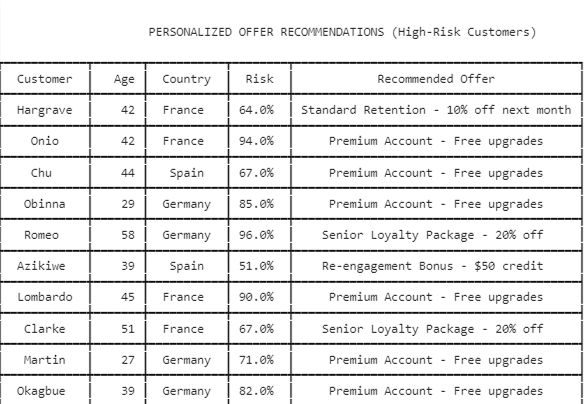 PERSONALIZED OFFER RECOMMENDATIONS (High-Risk Customers)
Customer Age Country Risk Recommended Offer
Hargrave 42 France 64.0% Standard Retention - 10% off next month
Onio 42 France 94.0% Premium Account - Free upgrades
Chu 44 Spain 67.0% Premium Account - Free upgrades
Obinna 29 Germany 85.0% Premium Account - Free upgrades
Romeo 58 Germany 96.0% Senior Loyalty Package - 20% off
Azikiwe 39 Spain 51.0% Re-engagement Bonus - $50 credit
Lombardo 45 France 90.0% Premium Account - Free upgrades
Clarke 51 France 67.0% Senior Loyalty Package - 20% off
Martin 27 Germany 71.0% Premium Account - Free upgrades
Okagbue 39 Germany 82.0% Premium Account - Free upgrades